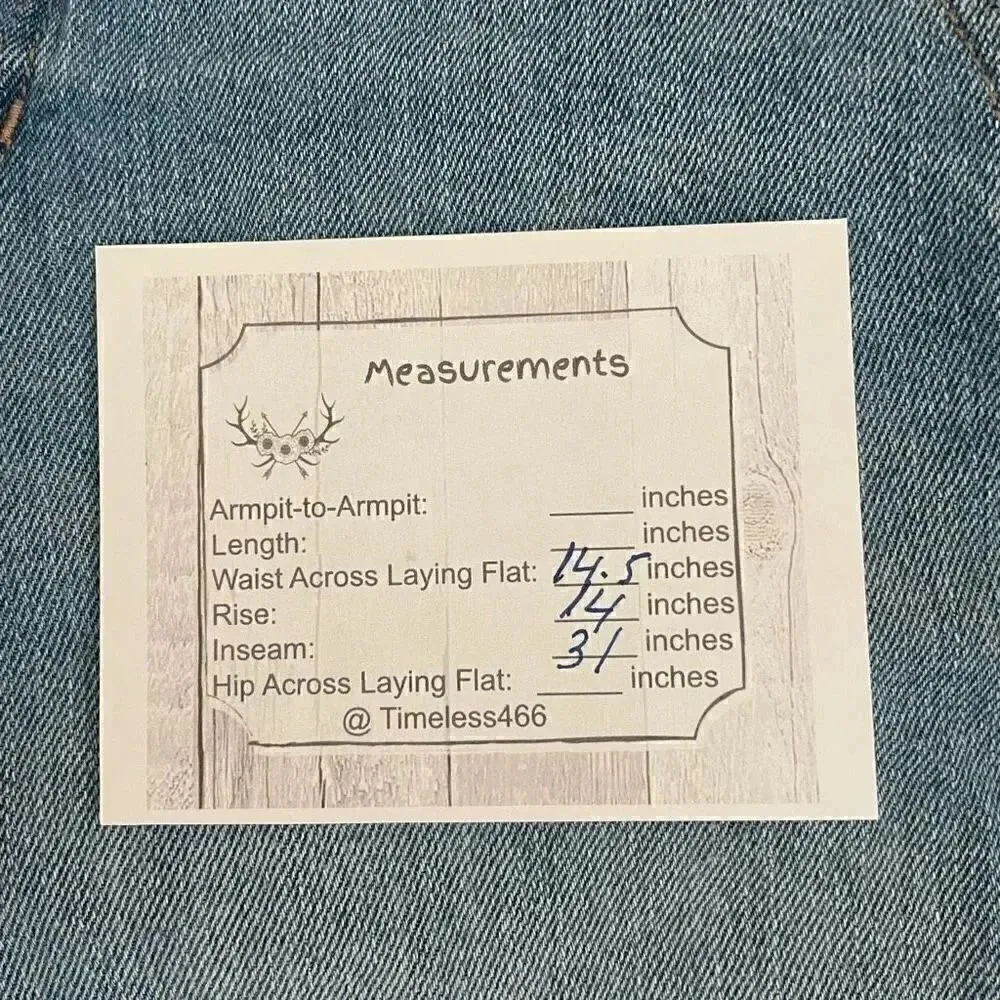 Measurements
Armpit-to-Armpit: ______ inches
Length: ______ inches
Waist Across Laying Flat: 14.5 inches
Rise: 14 inches
Inseam: 31 inches
Hip Across Laying Flat: ______ inches
@ Timeless466